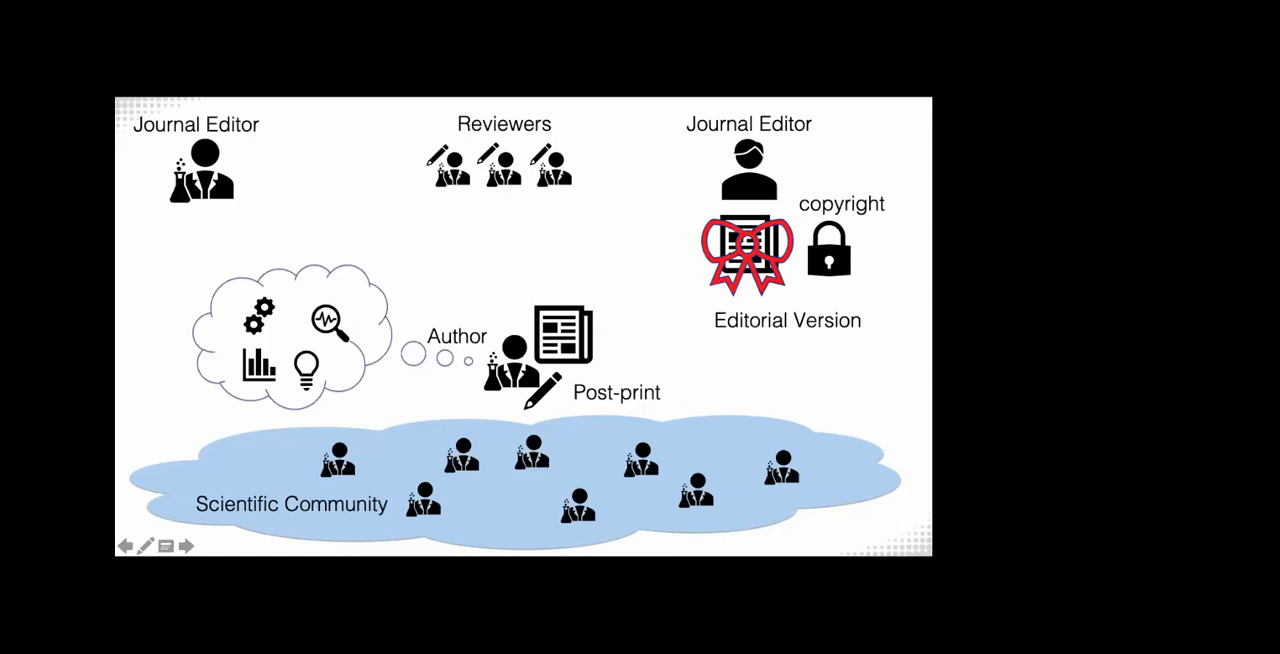 Journal Editor
Reviewers
Journal Editor
copyright
Editorial Version
Author
Post-print
Scientific Community